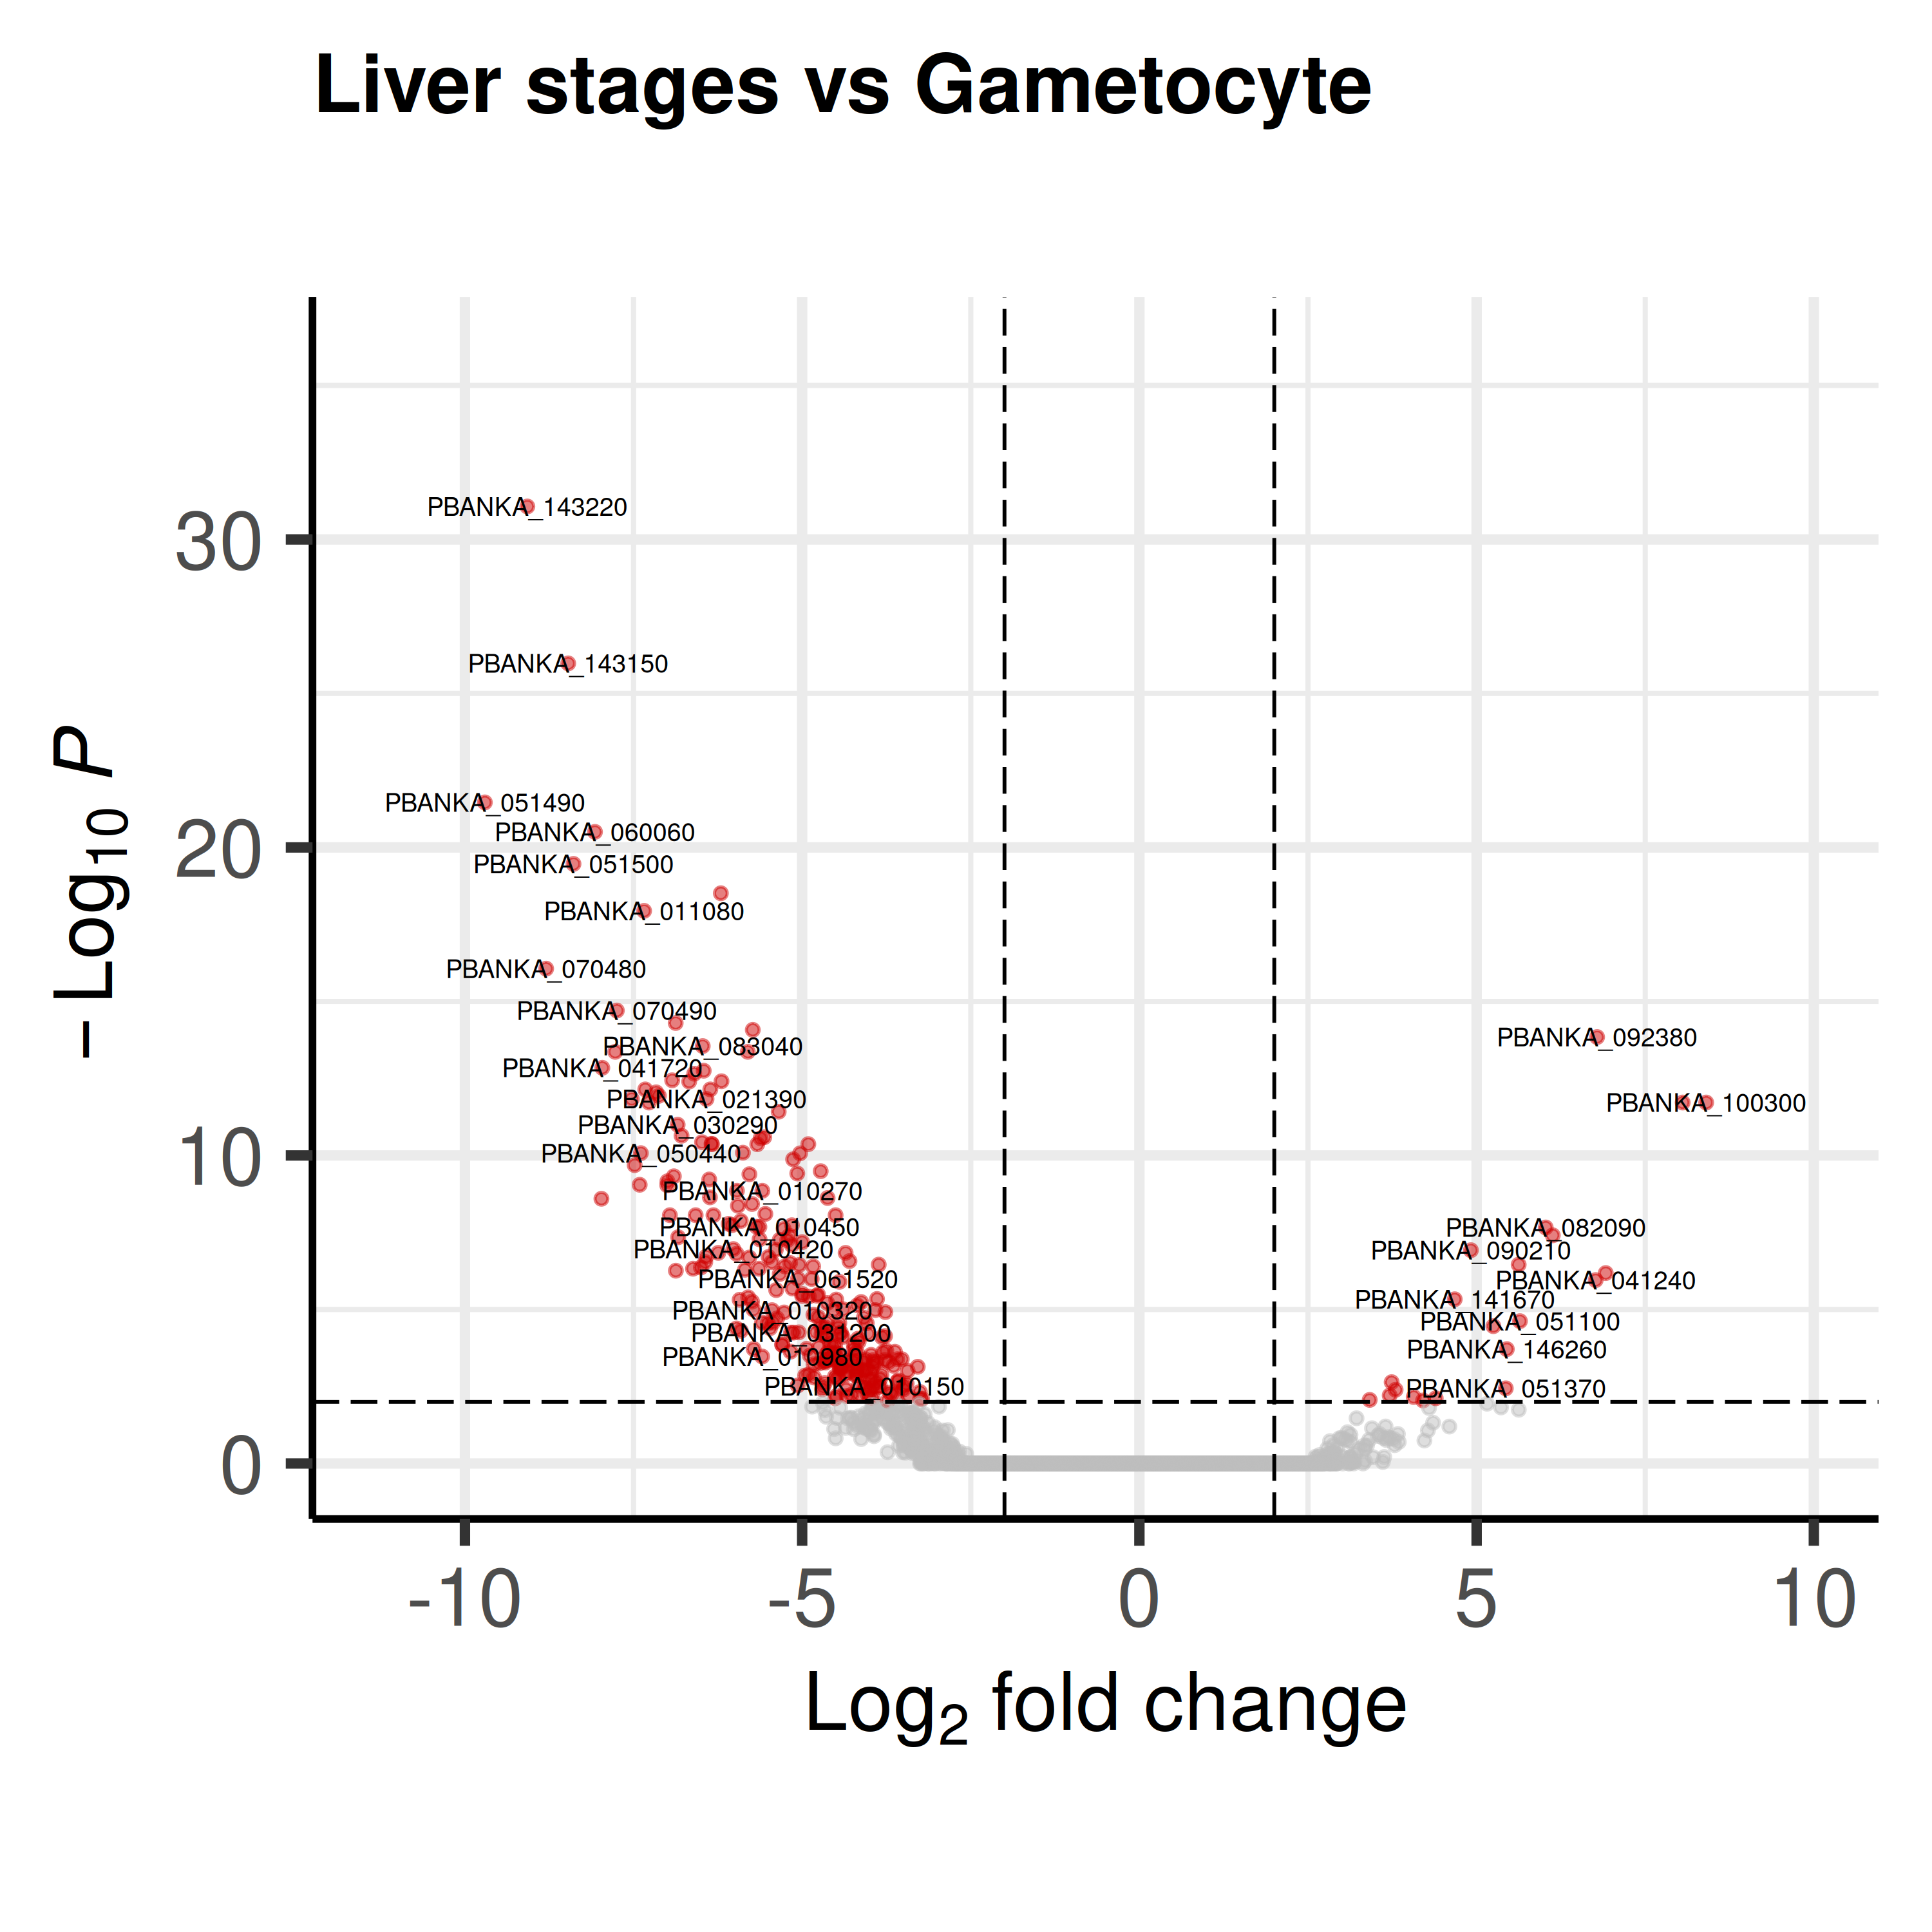 Liver stages vs Gametocyte
− Log10 P
30
20
10
0
PBANKA_143220
PBANKA_143150
PBANKA_051490
PBANKA_060060
PBANKA_051500
PBANKA_011080
PBANKA_070480
PBANKA_070490
PBANKA_092380
PBANKA_083040
PBANKA_041720
PBANKA_021390
PBANKA_100300
PBANKA_030290
PBANKA_050440
PBANKA_010270
PBANKA_010450
PBANKA_082090
PBANKA_010420
PBANKA_090210
PBANKA_061520
PBANKA_041240
PBANKA_141670
PBANKA_010320
PBANKA_051100
PBANKA_031200
PBANKA_146260
PBANKA_010980
PBANKA_010150
PBANKA_051370
-10 -5 0 5 10
Log2 fold change